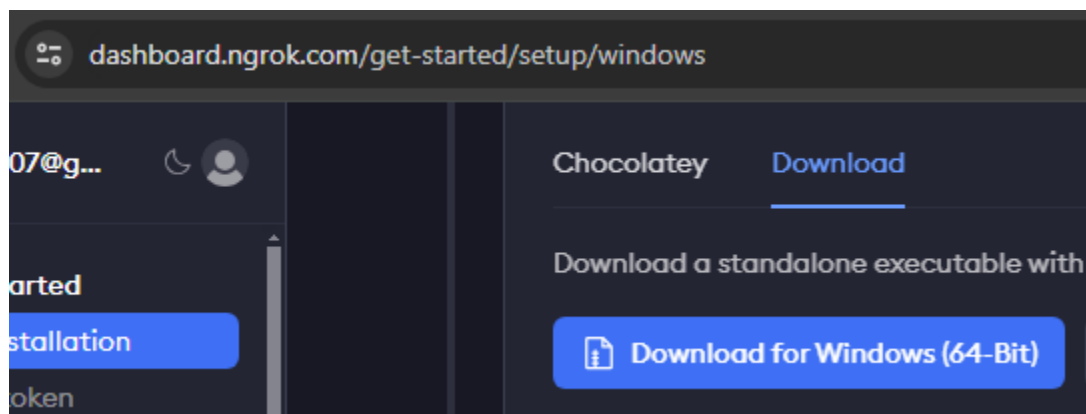 dashboard.ngrok.com/get-started/setup/windows
07@g...
Chocolatey Download
Download a standalone executable with
arted
stallation
Download for Windows (64-Bit)
oken